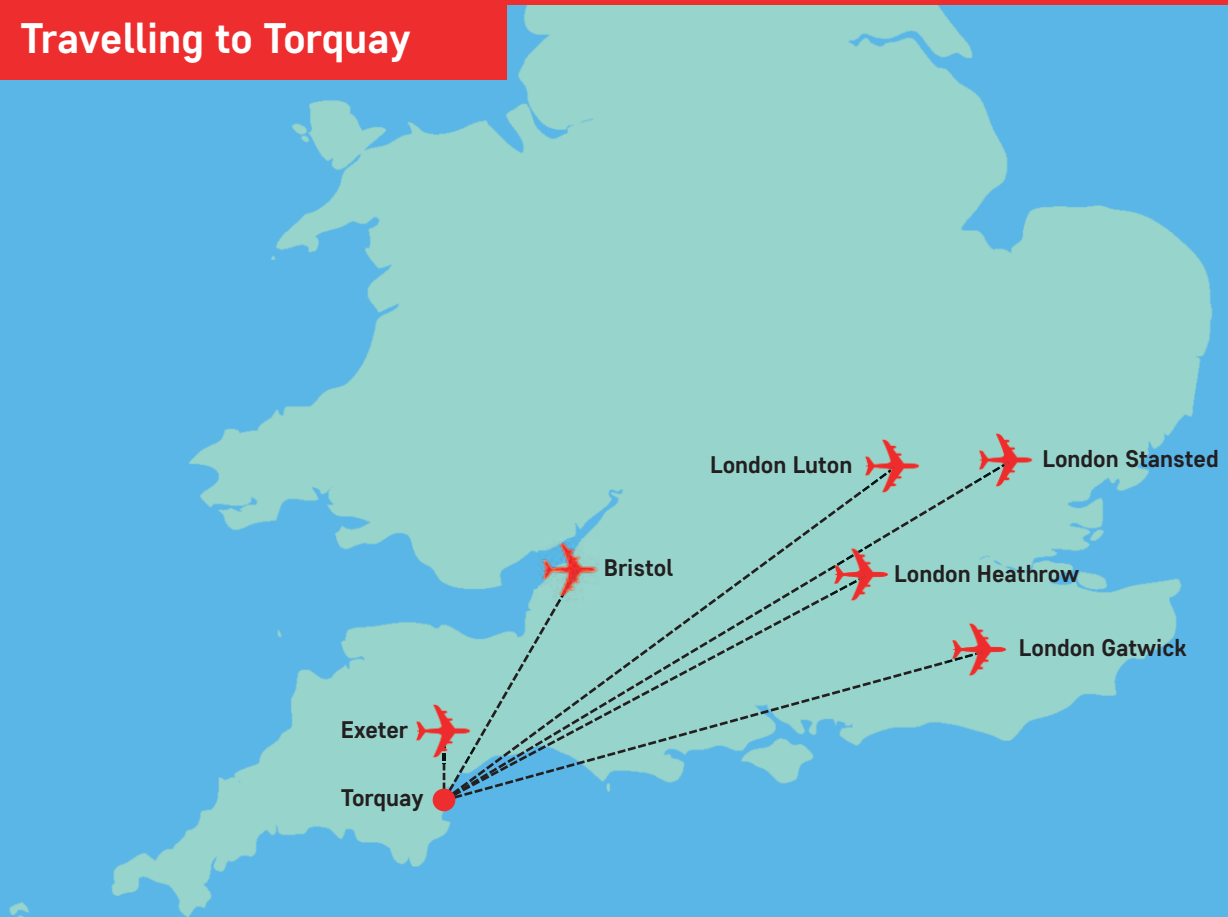 Travelling to Torquay
London Luton
London Stansted
Bristol
London Heathrow
London Gatwick
Exeter
Torquay